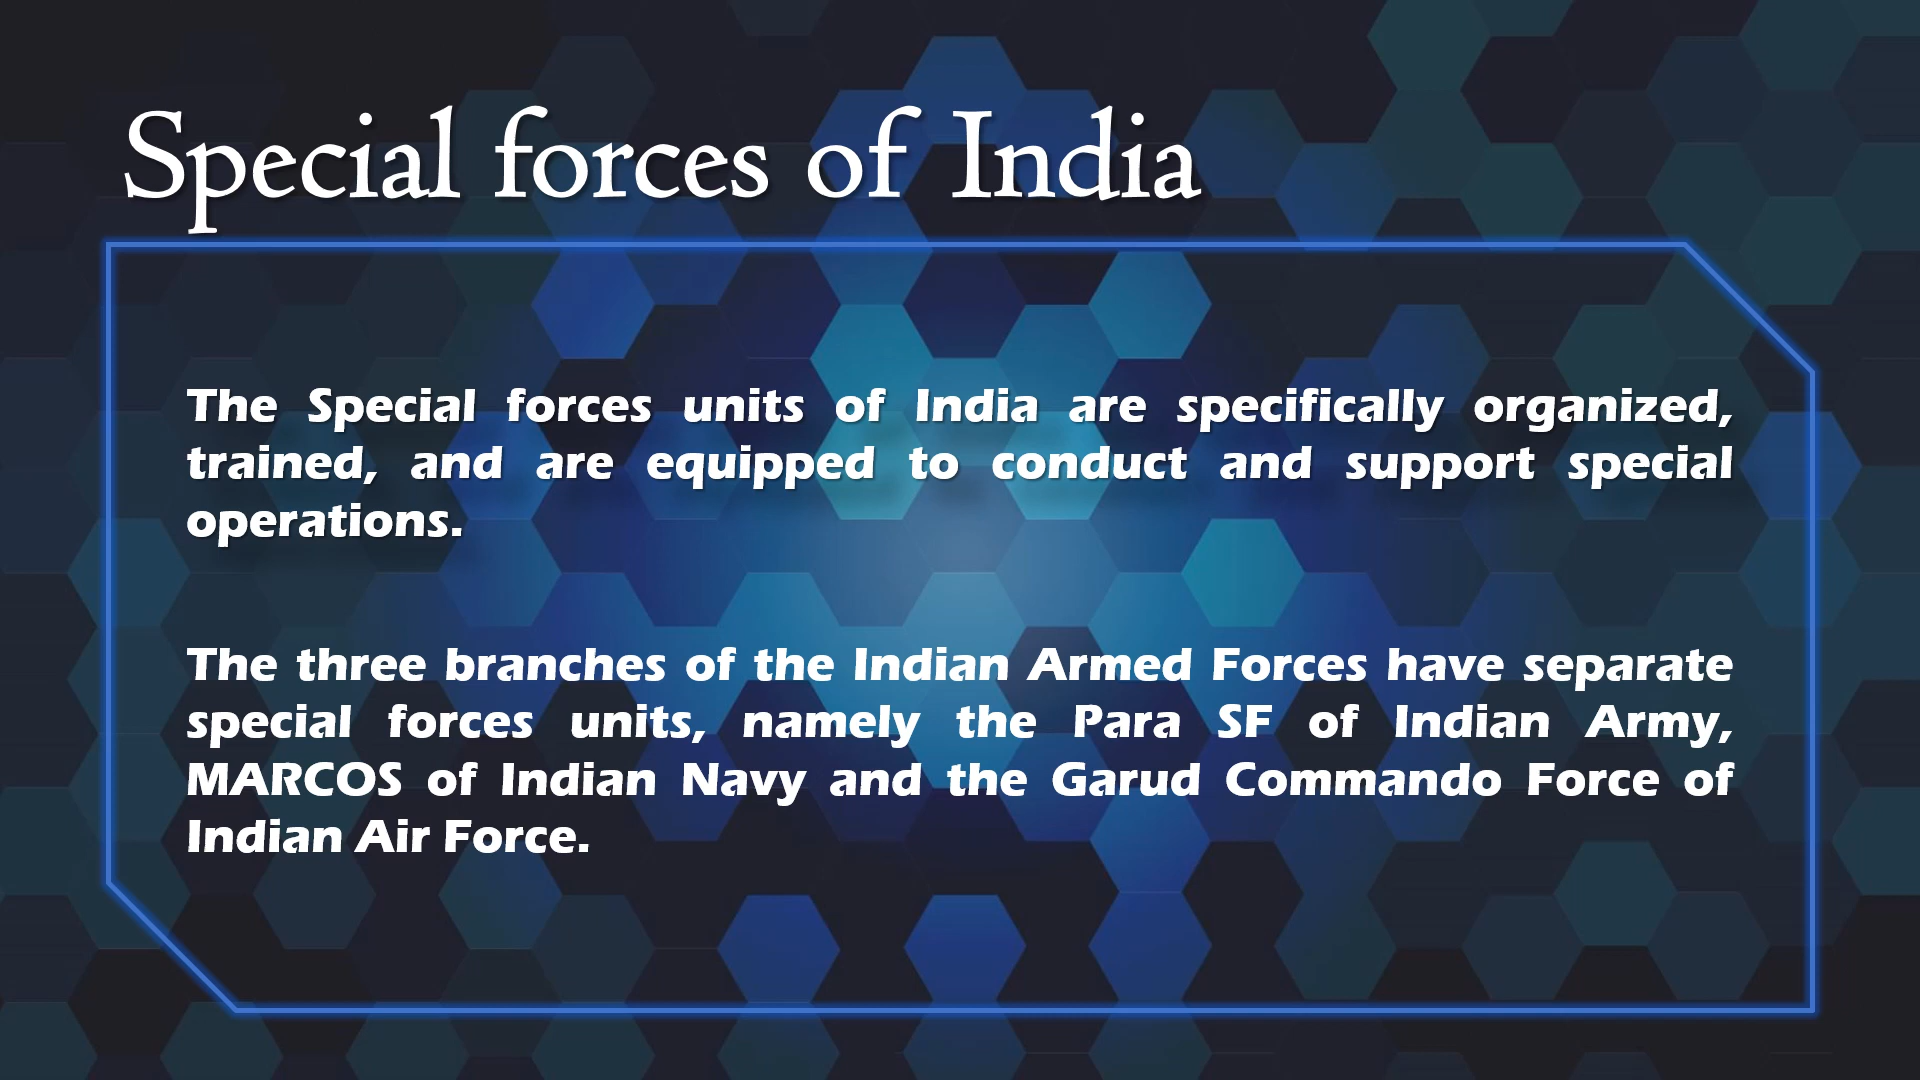 Special forces of India
The Special forces units of India are specifically organized,
trained, and are equipped to conduct and support special
operations.
The three branches of the Indian Armed Forces have separate
special forces units, namely the Para SF of Indian Army,
MARCOS of Indian Navy and the Garud Commando Force of
Indian Air Force.